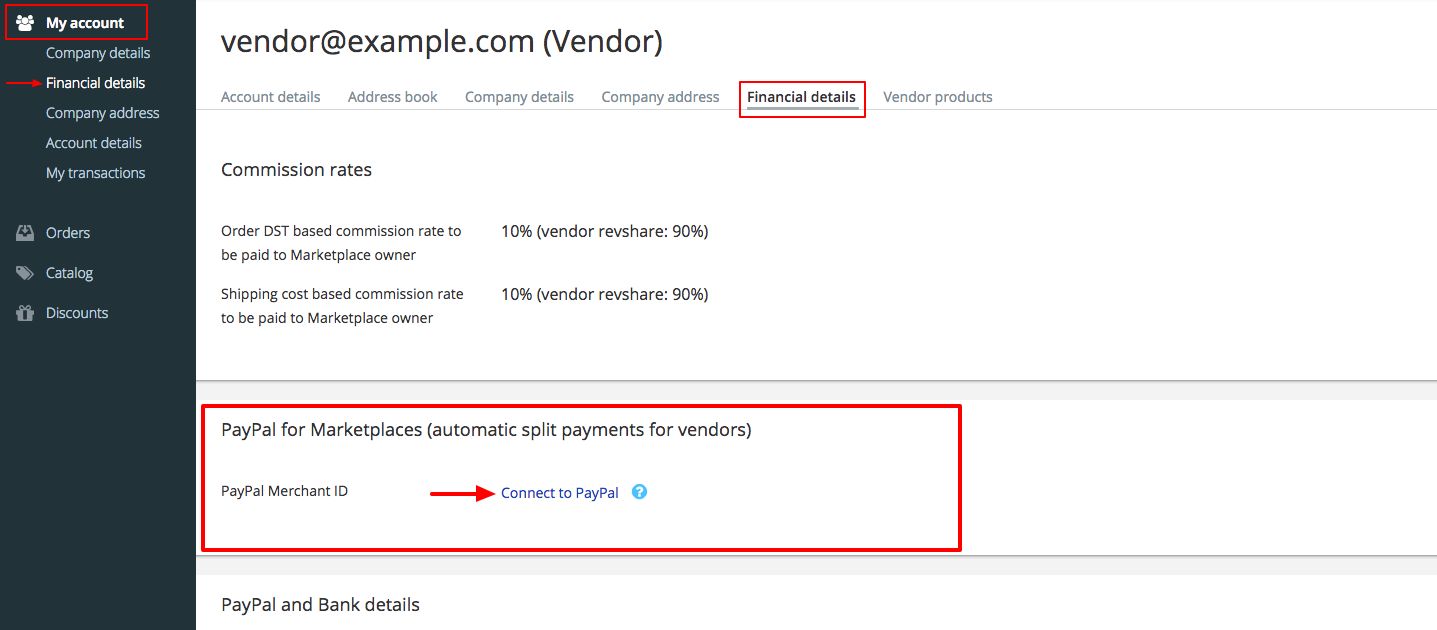 My account
Company details
Financial details
Company address
Account details
My transactions
Orders
Catalog
Discounts
vendor@example.com (Vendor)
Account details Address book Company details Company address Financial details Vendor products
Commission rates
Order DST based commission rate to
be paid to Marketplace owner
10% (vendor revshare: 90%)
Shipping cost based commission rate
to be paid to Marketplace owner
10% (vendor revshare: 90%)
PayPal for Marketplaces (automatic split payments for vendors)
PayPal Merchant ID
Connect to PayPal ?
PayPal and Bank details